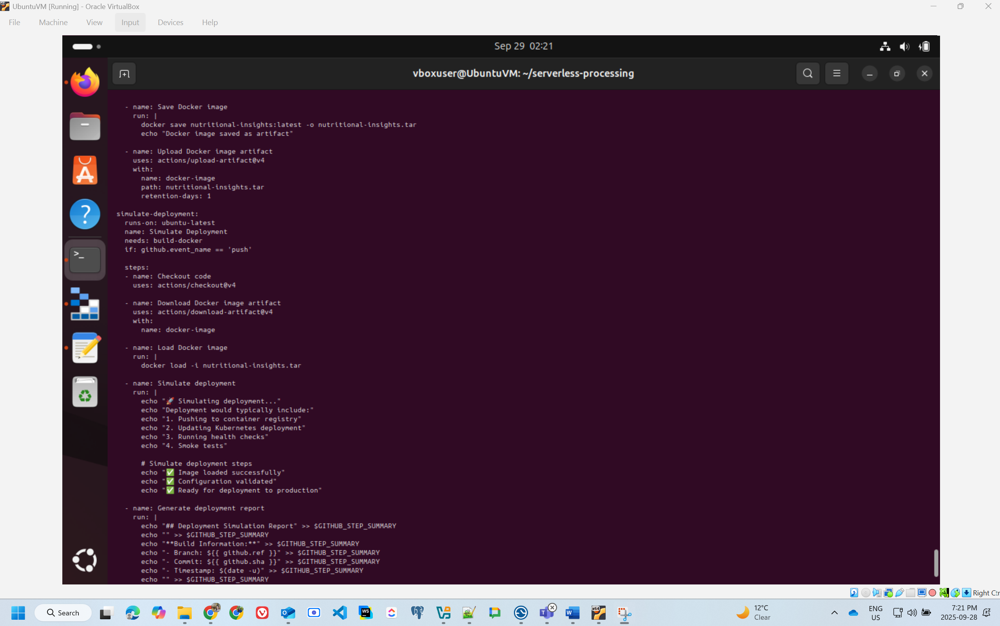 UbuntuVM [Running] - Oracle VirtualBox
File Machine View Input Devices Help
Sep 29 02:21
vboxuser@UbuntuVM: ~/serverless-processing
- name: Save Docker image
run: |
docker save nutritional-insights:latest -o nutritional-insights.tar
echo "Docker image saved as artifact"
- name: Upload Docker image artifact
uses: actions/upload-artifact@v4
with:
name: docker-image
path: nutritional-insights.tar
retention-days: 1
simulate-deployment:
runs-on: ubuntu-latest
name: Simulate Deployment
needs: build-docker
if: github.event_name == 'push'
steps:
- name: Checkout code
uses: actions/checkout@v4
- name: Download Docker image artifact
uses: actions/download-artifact@v4
with:
name: docker-image
- name: Load Docker image
run: |
docker load -i nutritional-insights.tar
- name: Simulate deployment
run: |
echo "🚀 Simulating deployment..."
echo "Deployment would typically include:"
echo "1. Pushing to container registry"
echo "2. Updating Kubernetes deployment"
echo "3. Running health checks"
echo "4. Smoke tests"
# Simulate deployment steps
echo "✅ Image loaded successfully"
echo "✅ Configuration validated"
echo "✅ Ready for deployment to production"
- name: Generate deployment report
run: |
echo "## Deployment Simulation Report" >> $GITHUB_STEP_SUMMARY
echo "" >> $GITHUB_STEP_SUMMARY
echo "**Build Information:**" >> $GITHUB_STEP_SUMMARY
echo "- Branch: ${{ github.ref }}" >> $GITHUB_STEP_SUMMARY
echo "- Commit: ${{ github.sha }}" >> $GITHUB_STEP_SUMMARY
echo "- Timestamp: $(date -u)" >> $GITHUB_STEP_SUMMARY
echo "" >> $GITHUB_STEP_SUMMARY
Right Ctr
Search
WS
x64
12°C
Clear
ENG
US
7:21 PM
2025-09-28